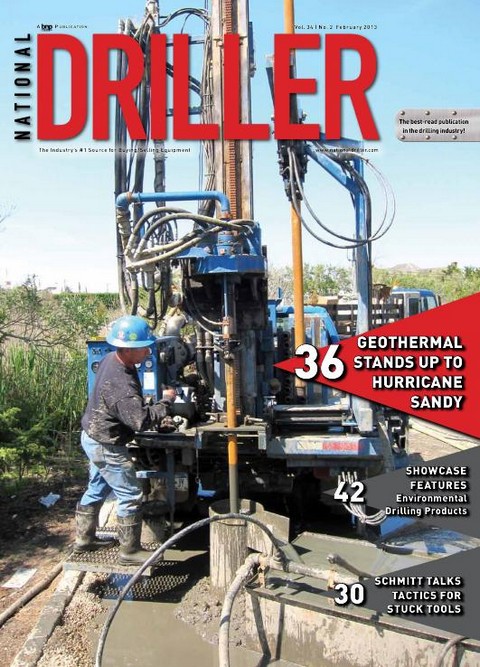 A bnp PUBLICATION
Vol. 34 | No. 2 February 2013
NATIONAL
DRILLER
The best-read publication
in the drilling industry!
The Industry's #1 Source for Buying/Selling Equipment
www.nationaldriller.com
36
GEOTHERMAL
STANDS UP TO
HURRICANE
SANDY
42
SHOWCASE
FEATURES
Environmental
Drilling Products
30
SCHMITT TALKS
TACTICS FOR
STUCK TOOLS